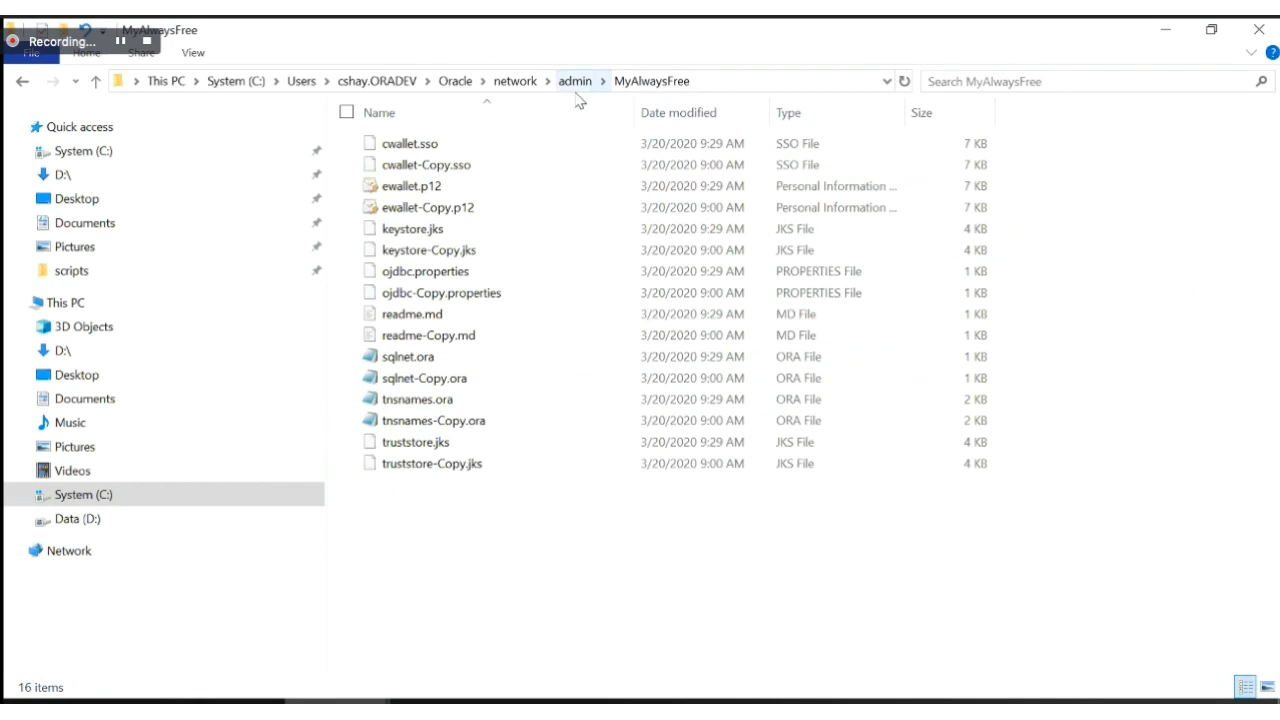 MyAlwaysFree
Recording...
File Home Share View
This PC System (C:) Users cshay.ORADEV Oracle network admin MyAlwaysFree Search MyAlwaysFree
Name Date modified Type Size
Quick access
System (C:)
D:\
Desktop
Documents
Pictures
scripts
This PC
3D Objects
D:\
Desktop
Documents
Music
Pictures
Videos
System (C:)
Data (D:)
Network
cwallet.sso 3/20/2020 9:29 AM SSO File 7 KB
cwallet-Copy.sso 3/20/2020 9:00 AM SSO File 7 KB
ewallet.p12 3/20/2020 9:29 AM Personal Information ... 7 KB
ewallet-Copy.p12 3/20/2020 9:00 AM Personal Information ... 7 KB
keystore.jks 3/20/2020 9:29 AM JKS File 4 KB
keystore-Copy.jks 3/20/2020 9:00 AM JKS File 4 KB
ojdbc.properties 3/20/2020 9:29 AM PROPERTIES File 1 KB
ojdbc-Copy.properties 3/20/2020 9:00 AM PROPERTIES File 1 KB
readme.md 3/20/2020 9:29 AM MD File 1 KB
readme-Copy.md 3/20/2020 9:00 AM MD File 1 KB
sqlnet.ora 3/20/2020 9:29 AM ORA File 1 KB
sqlnet-Copy.ora 3/20/2020 9:00 AM ORA File 1 KB
tnsnames.ora 3/20/2020 9:29 AM ORA File 2 KB
tnsnames-Copy.ora 3/20/2020 9:00 AM ORA File 2 KB
truststore.jks 3/20/2020 9:29 AM JKS File 4 KB
truststore-Copy.jks 3/20/2020 9:00 AM JKS File 4 KB
16 items